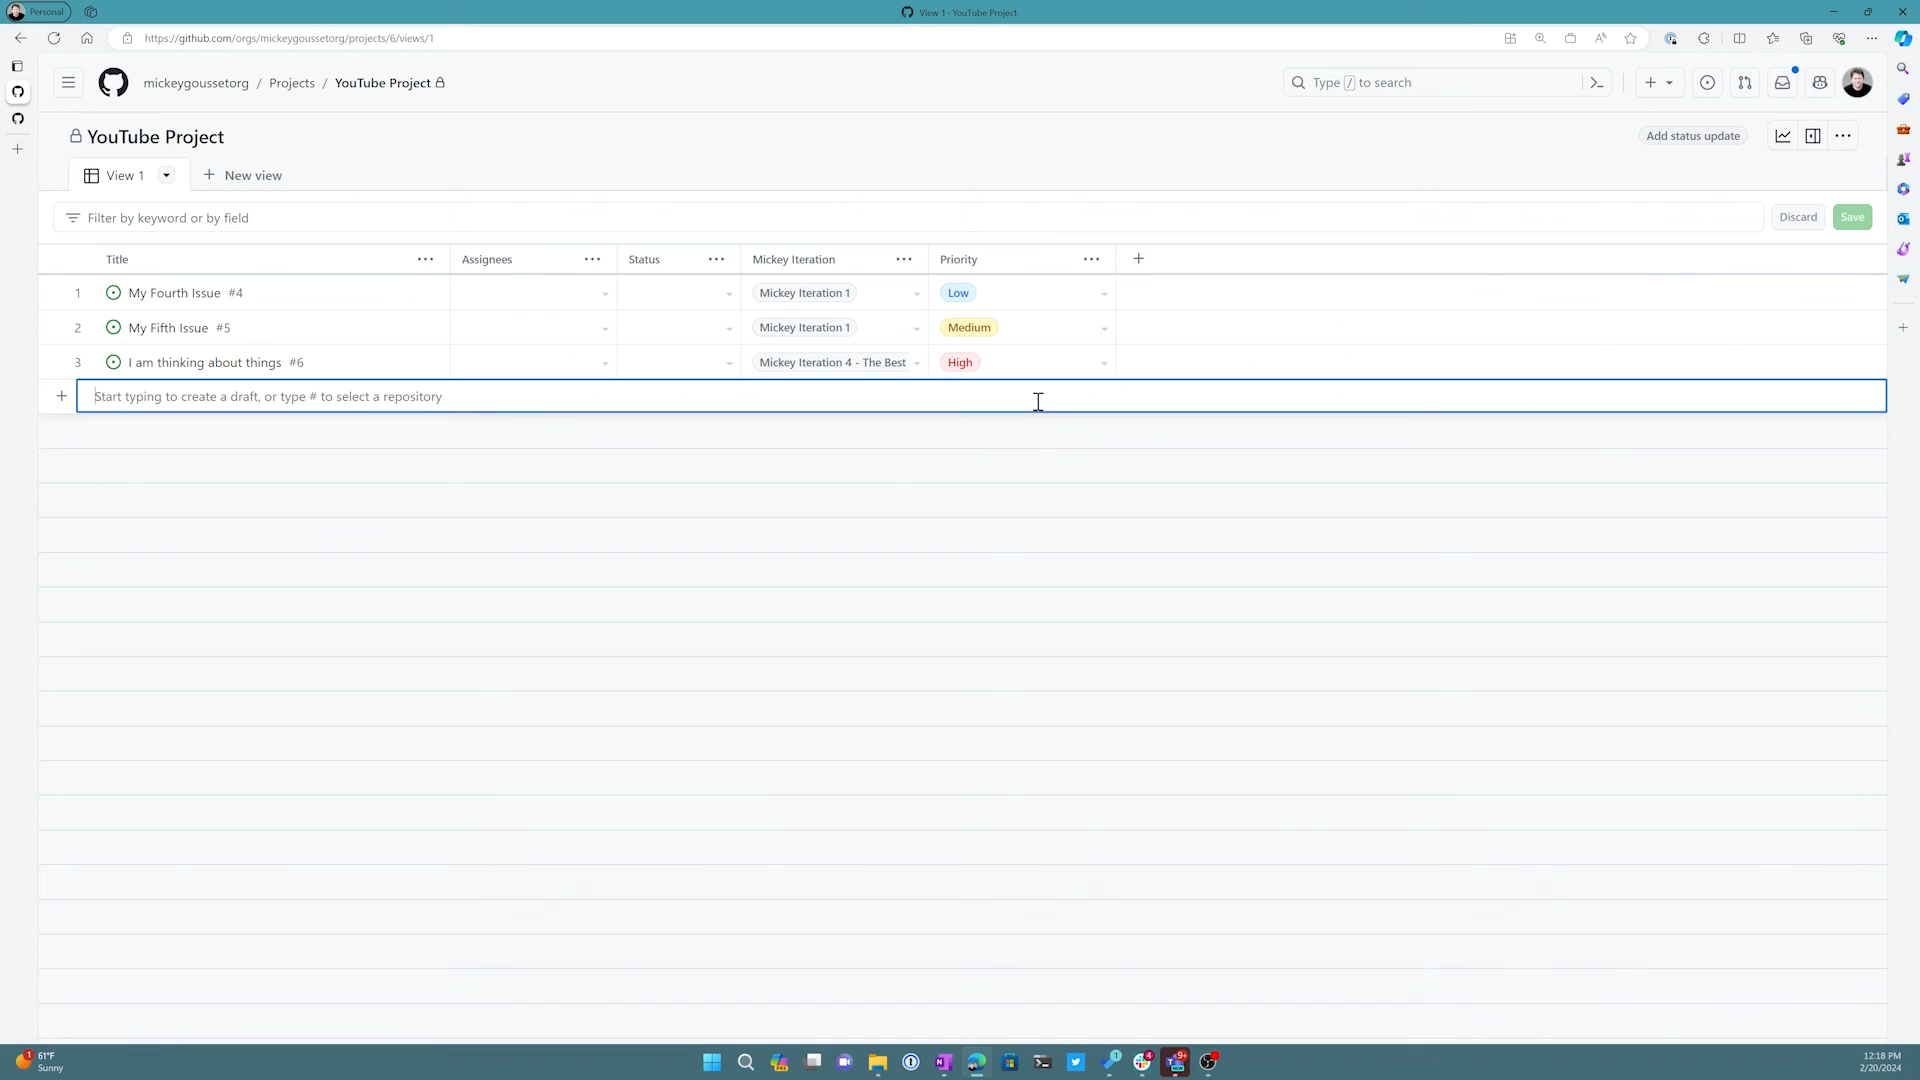 Personal
View 1 · YouTube Project
https://github.com/orgs/mickeygoussetorg/projects/6/views/1
mickeygoussetorg / Projects / YouTube Project
Type / to search
YouTube Project
Add status update
View 1
New view
Filter by keyword or by field
Discard
Save
Title Assignees Status Mickey Iteration Priority
1 My Fourth Issue #4 Mickey Iteration 1 Low
2 My Fifth Issue #5 Mickey Iteration 1 Medium
3 I am thinking about things #6 Mickey Iteration 4 - The Best High
Start typing to create a draft, or type # to select a repository
1
61°F
Sunny
1
4
9+
12:18 PM
2/20/2024